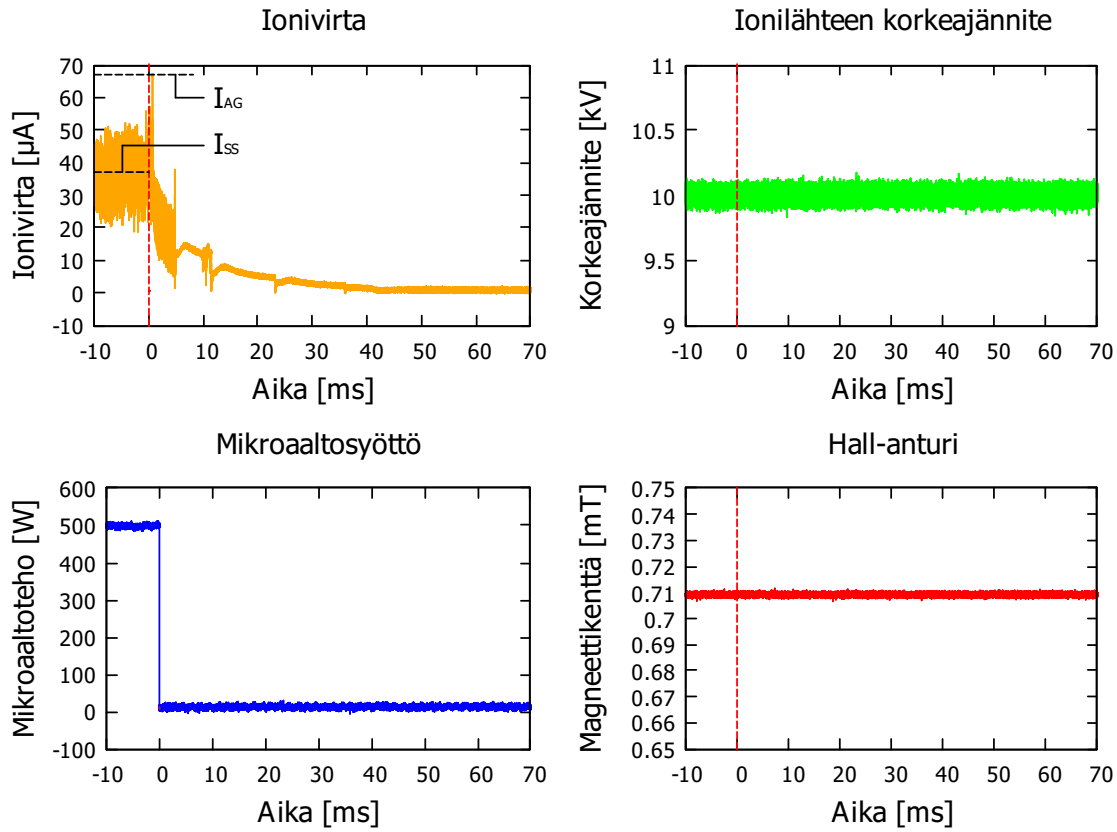 Ionivirta
Ionivirta [µA]
70
60
50
40
30
20
10
0
-10
I_AG
I_SS
-10 0 10 20 30 40 50 60 70
Aika [ms]
Ionilähteen korkeajännite
Korkeajännite [kV]
11
10.5
10
9.5
9
-10 0 10 20 30 40 50 60 70
Aika [ms]
Mikroaaltosyöttö
Mikroaaltoteho [W]
600
500
400
300
200
100
0
-100
-10 0 10 20 30 40 50 60 70
Aika [ms]
Hall-anturi
Magneettikenttä [mT]
0.75
0.74
0.73
0.72
0.71
0.7
0.69
0.68
0.67
0.66
0.65
-10 0 10 20 30 40 50 60 70
Aika [ms]